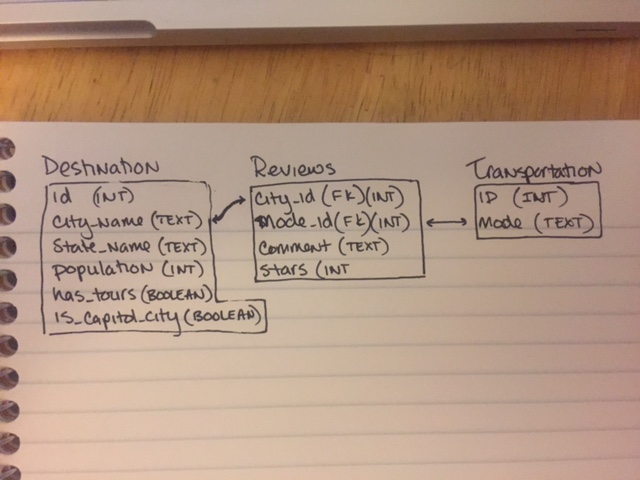 Destination
id (INT)
City_Name (TEXT)
State_Name (TEXT)
population (INT)
has_tours (BOOLEAN)
is_capitol_city (BOOLEAN)
Reviews
City_id (FK)(INT)
Mode_id (FK)(INT)
Comment (TEXT)
Stars (INT
Transportation
ID (INT)
Mode (TEXT)